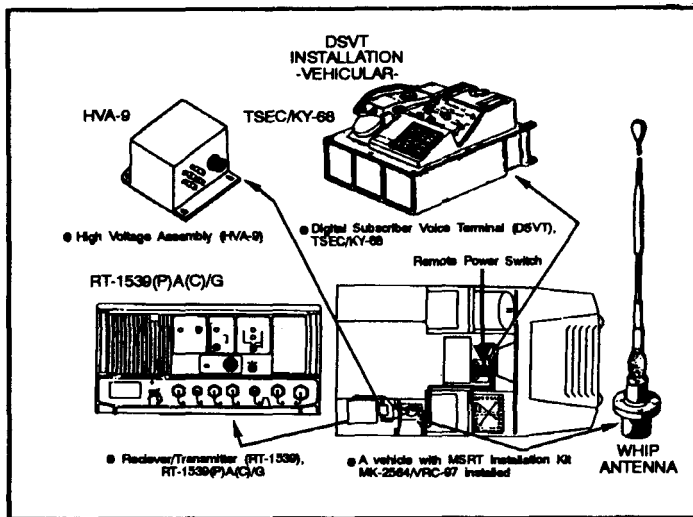 DSVT
INSTALLATION
-VEHICULAR-
HVA-9
TSEC/KY-68
High Voltage Assembly (HVA-9)
Digital Subscriber Voice Terminal (DSVT),
TSEC/KY-68
Remote Power Switch
RT-1539(P)A(C)/G
Reciever/Transmitter (RT-1539),
RT-1539(P)A(C)/G
A vehicle with MSRT Installation Kit
MK-2564/VRC-97 installed
WHIP
ANTENNA